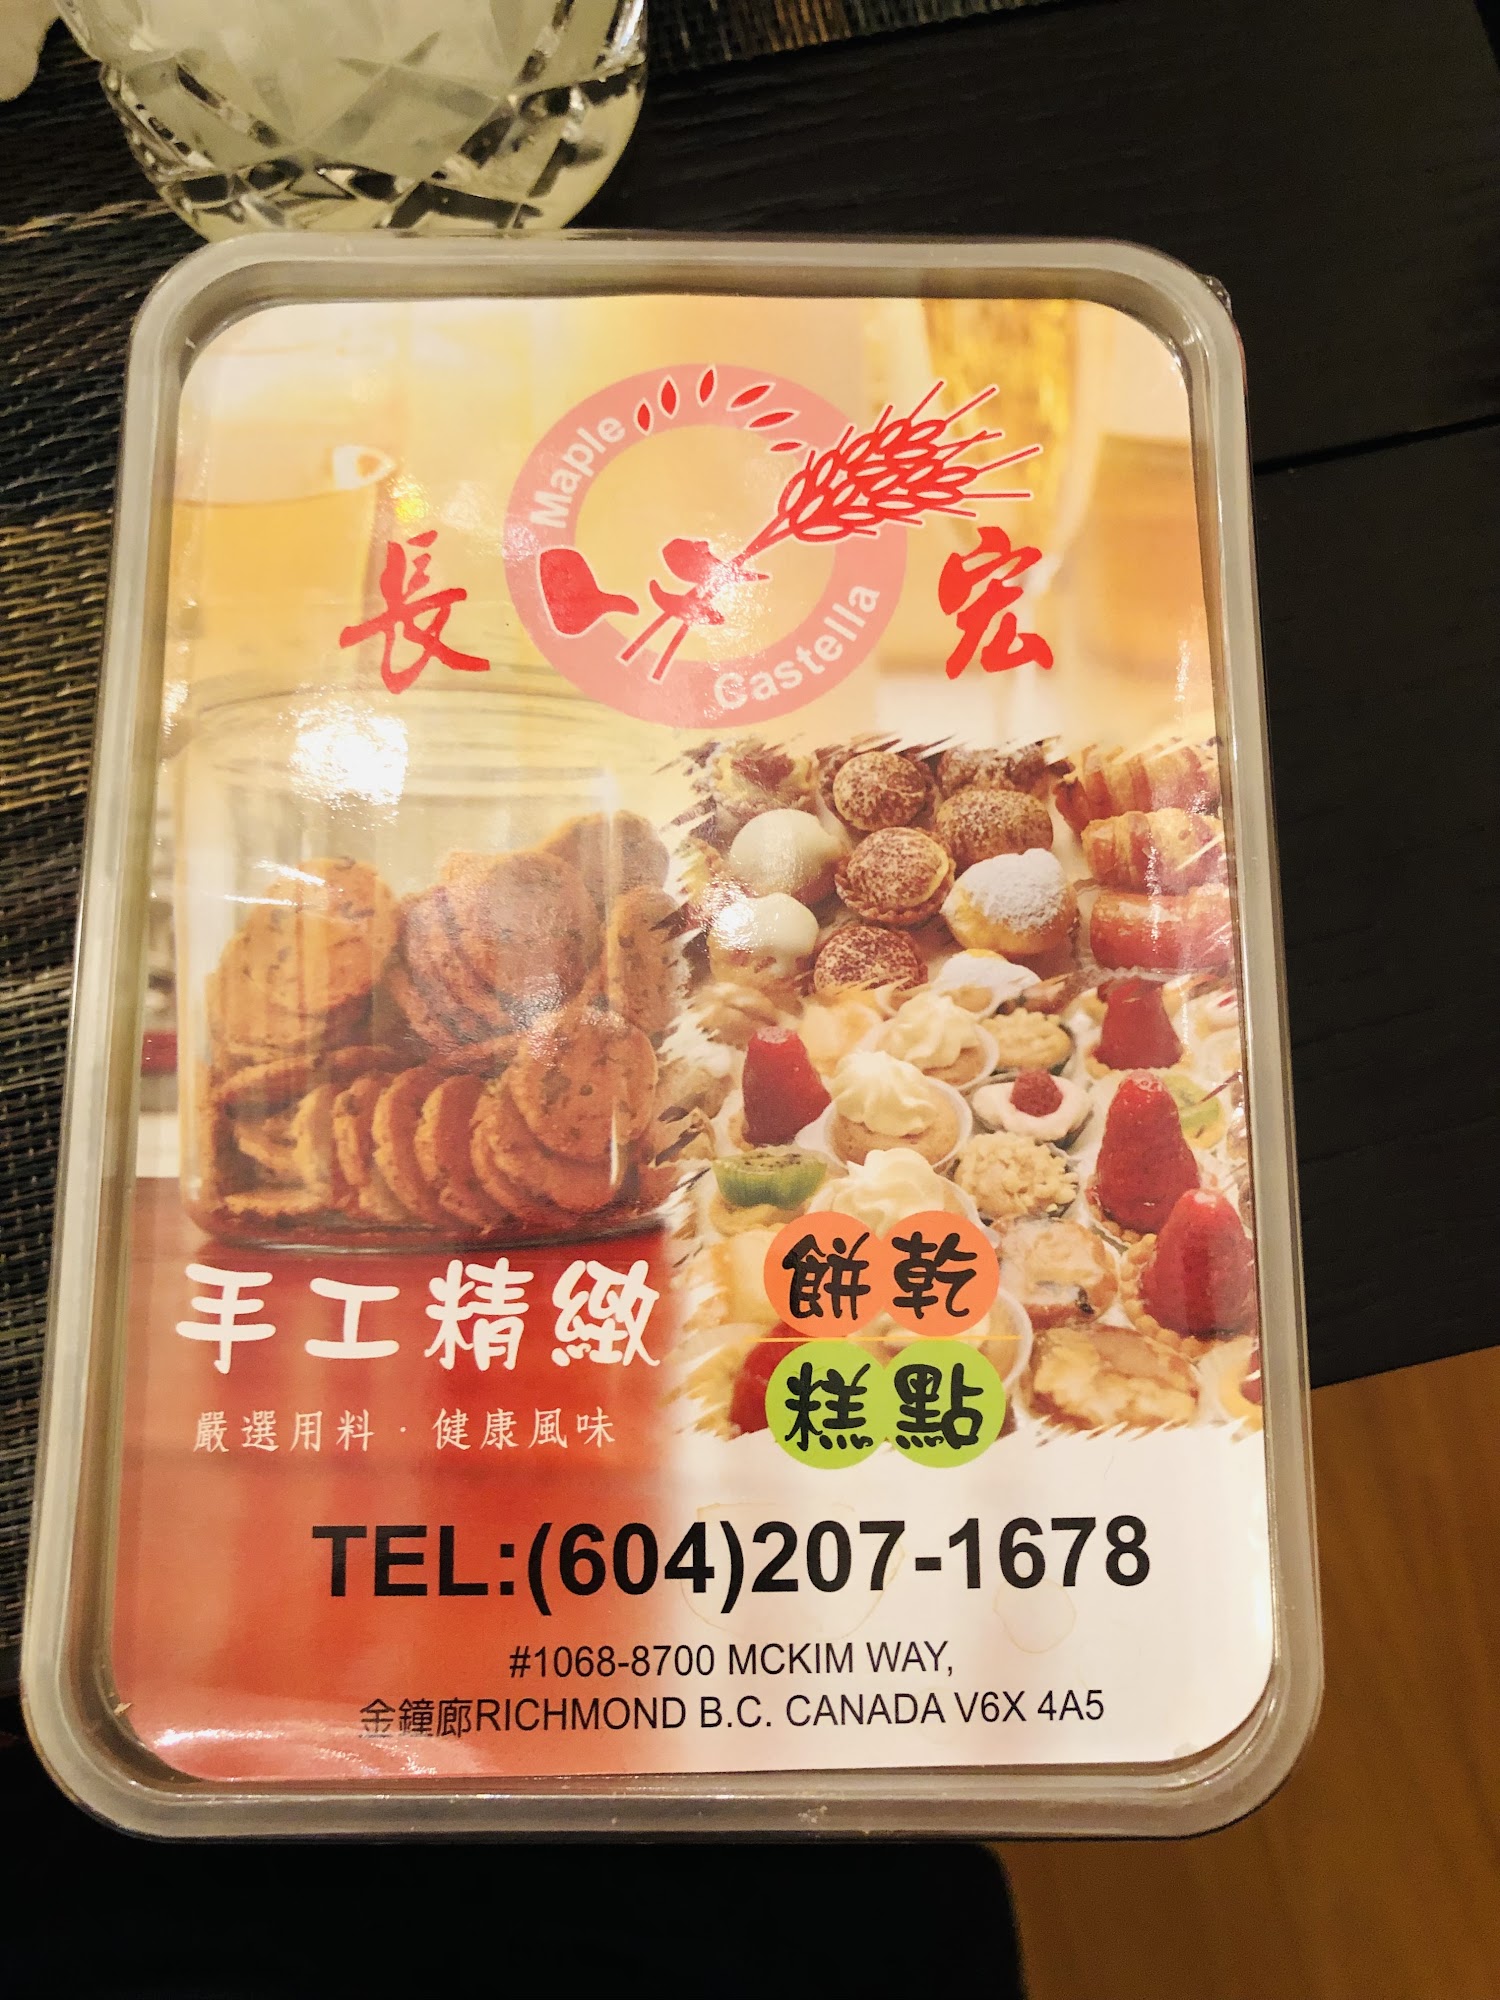 Maple
Castella
長 宏
手工精緻
嚴選用料·健康風味
餅乾
糕點
TEL:(604)207-1678
#1068-8700 MCKIM WAY,
金鐘廊RICHMOND B.C. CANADA V6X 4A5